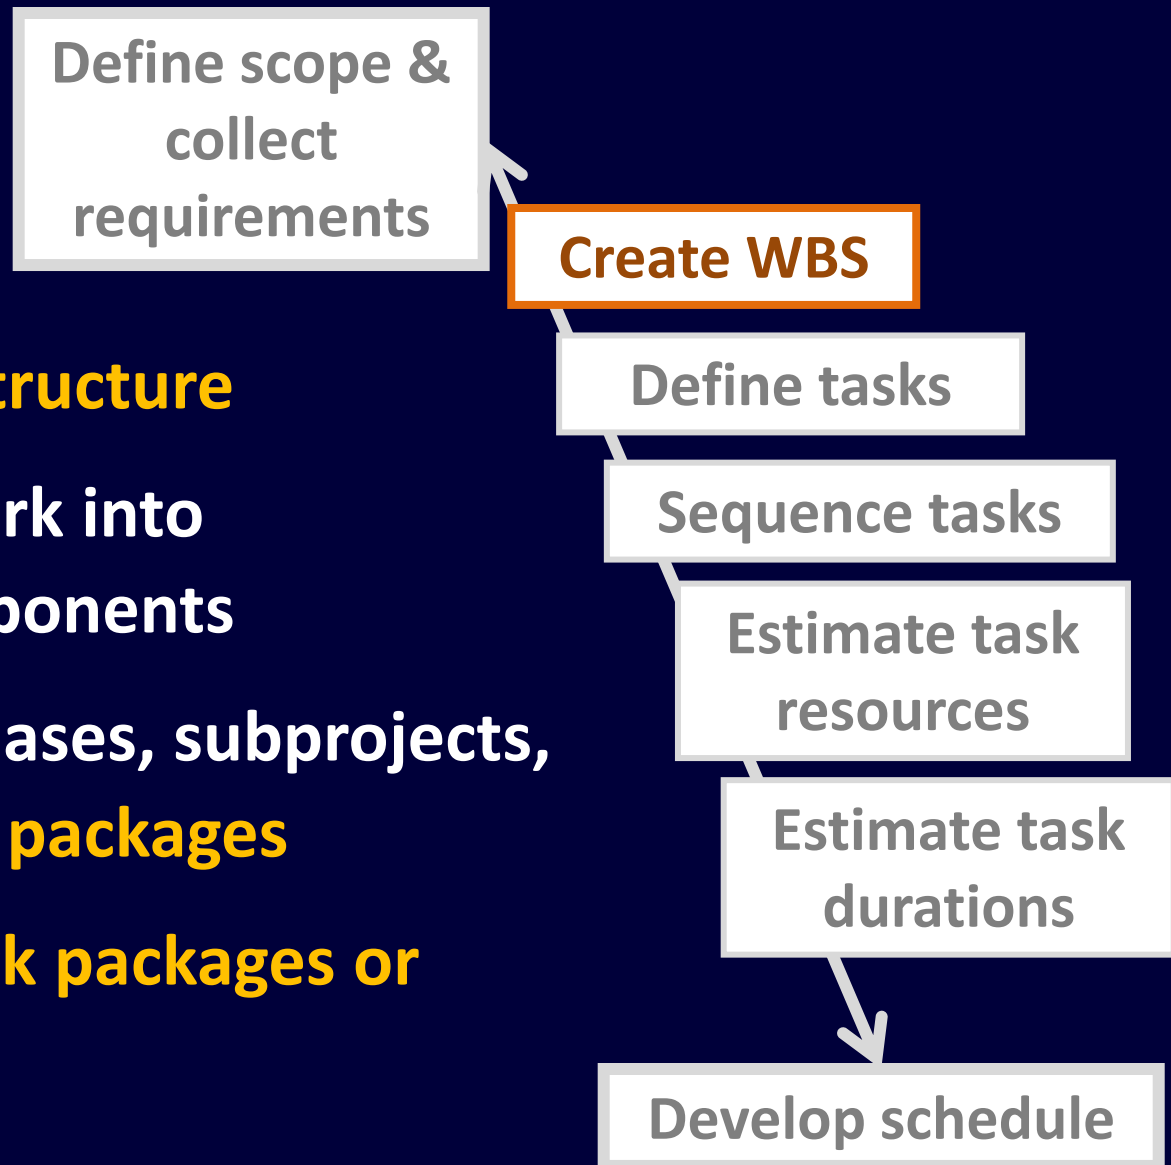 Define scope &
collect
requirements
Create WBS
Define tasks
Sequence tasks
Estimate task
resources
Estimate task
durations
Develop schedule
tructure
rk into
ponents
ases, subprojects,
packages
k packages or